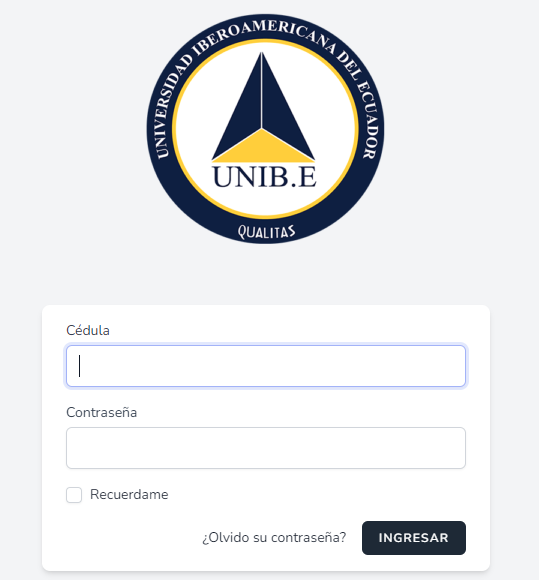 UNIVERSIDAD IBEROAMERICANA DEL ECUADOR
UNIB.E
QUALITAS
Cédula
Contraseña
Recuerdame
¿Olvido su contraseña?
INGRESAR